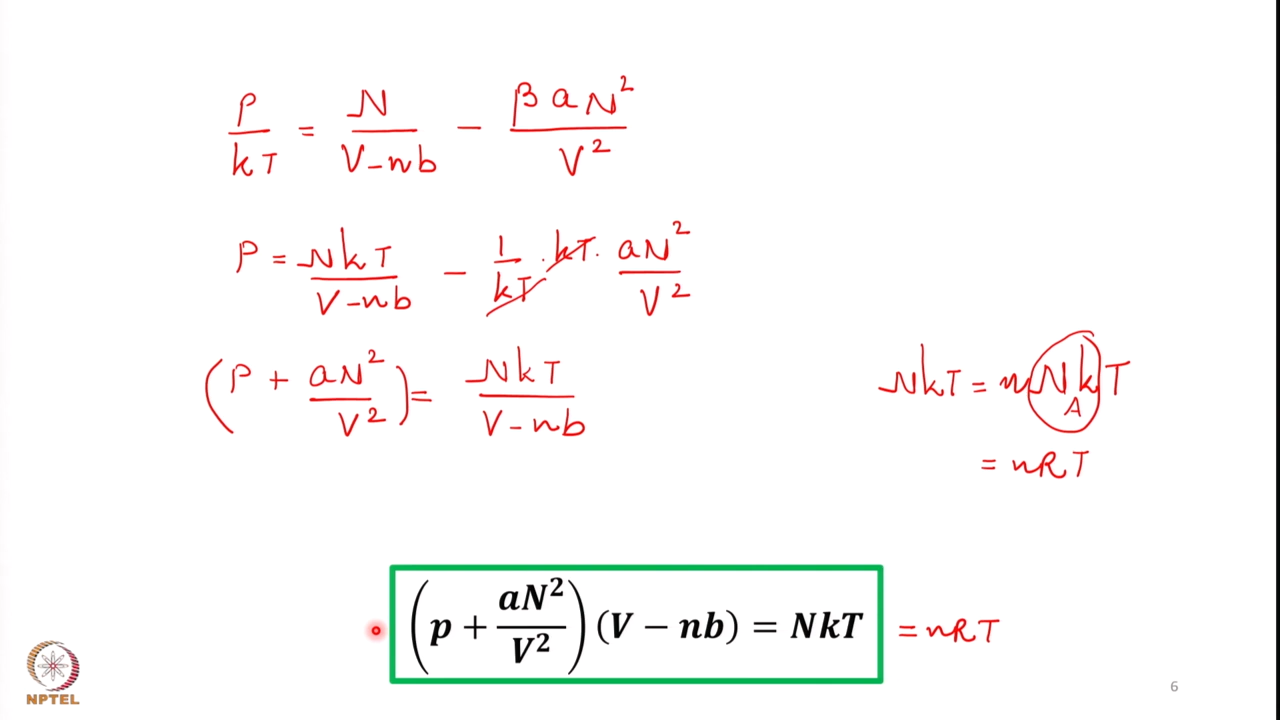 p/kT = N/(V-nb) - βaN²/V²
p = NkT/(V-nb) - 1/kT · kT · aN²/V²
(p + aN²/V²) = NkT/(V-nb)
NkT = nN_A kT
= nRT
(p + aN²/V²)(V - nb) = NkT = nRT
NPTEL
6